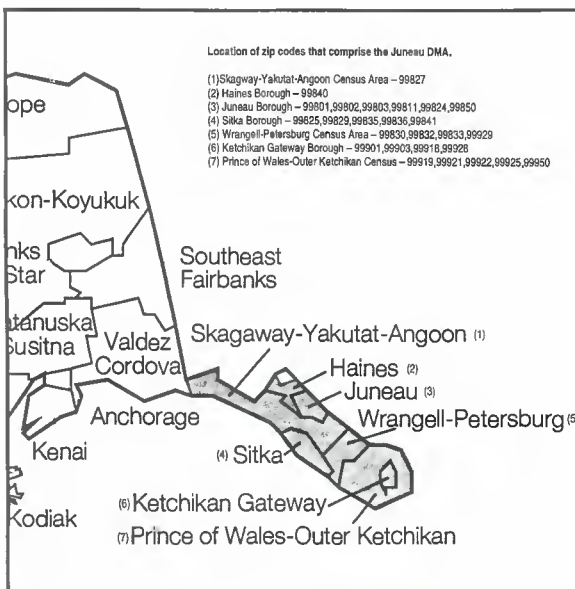 Location of zip codes that comprise the Juneau DMA.
(1)Skagway-Yakutat-Angoon Census Area – 99827
(2) Haines Borough – 99840
(3) Juneau Borough – 99801,99802,99803,99811,99824,99850
(4) Sitka Borough – 99825,99829,99835,99836,99841
(5) Wrangell-Petersburg Census Area – 99830,99832,99833,99929
(6) Ketchikan Gateway Borough – 99901,99903,99918,99928
(7) Prince of Wales-Outer Ketchikan Census – 99919,99921,99922,99925,99950
ope
kon-Koyukuk
nks
Star
Southeast
Fairbanks
atanuska
Susitna
Valdez
Cordova
Skagaway-Yakutat-Angoon (1)
Haines (2)
Juneau (3)
Anchorage
Wrangell-Petersburg (5
Kenai
(4) Sitka
(6) Ketchikan Gateway
Kodiak
(7) Prince of Wales-Outer Ketchikan